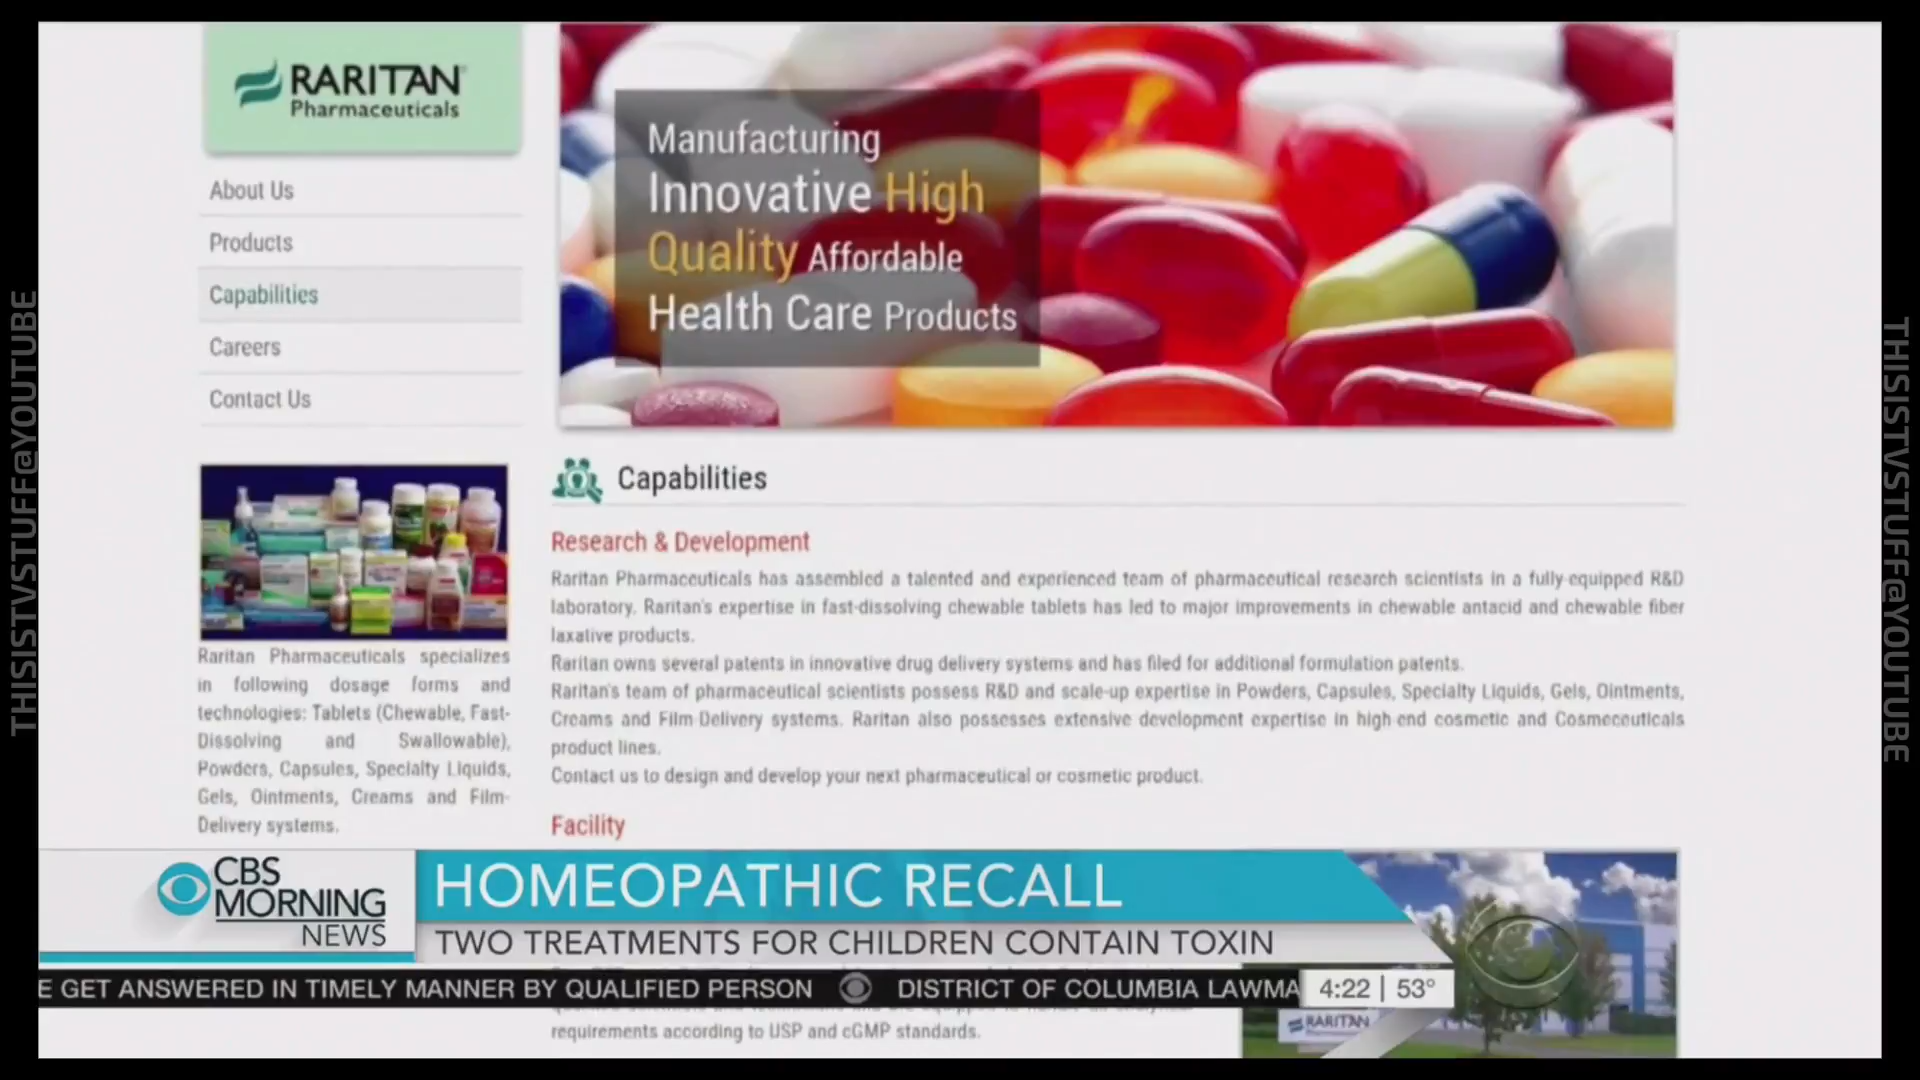 RARITAN
Pharmaceuticals
About Us
Products
Capabilities
Careers
Contact Us
Manufacturing
Innovative High
Quality Affordable
Health Care Products
Capabilities
Research & Development
Raritan Pharmaceuticals has assembled a talented and experienced team of pharmaceutical research scientists in a fully-equipped R&D
laboratory. Raritan's expertise in fast-dissolving chewable tablets has led to major improvements in chewable antacid and chewable fiber
laxative products.
Raritan owns several patents in innovative drug delivery systems and has filed for additional formulation patents.
Raritan's team of pharmaceutical scientists possess R&D and scale-up expertise in Powders, Capsules, Specialty Liquids, Gels, Ointments,
Creams and Film-Delivery systems. Raritan also possesses extensive development expertise in high-end cosmetic and Cosmeceuticals
product lines.
Contact us to design and develop your next pharmaceutical or cosmetic product.
Facility
Raritan Pharmaceuticals specializes
in following dosage forms and
technologies: Tablets (Chewable, Fast-
Dissolving and Swallowable),
Powders, Capsules, Specialty Liquids,
Gels, Ointments, Creams and Film-
Delivery systems.
CBS
MORNING
NEWS
HOMEOPATHIC RECALL
TWO TREATMENTS FOR CHILDREN CONTAIN TOXIN
E GET ANSWERED IN TIMELY MANNER BY QUALIFIED PERSON DISTRICT OF COLUMBIA LAWMA
4:22 | 53°
requirements according to USP and cGMP standards.
RARITAN
THISISTVSTUFF@YOUTUBE
THISISTVSTUFF@YOUTUBE